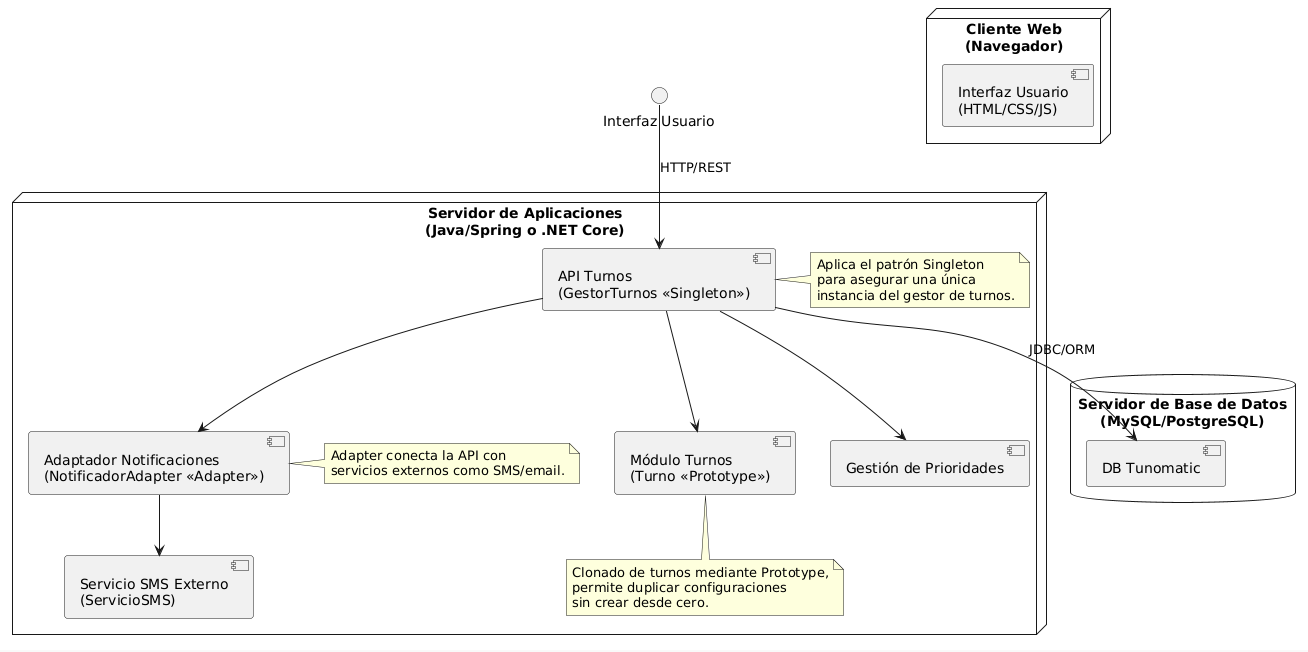 Cliente Web
(Navegador)
Interfaz Usuario
(HTML/CSS/JS)
Interfaz Usuario
HTTP/REST
Servidor de Aplicaciones
(Java/Spring o .NET Core)
API Turnos
(GestorTurnos «Singleton»)
Aplica el patrón Singleton
para asegurar una única
instancia del gestor de turnos.
JDBC/ORM
Servidor de Base de Datos
(MySQL/PostgreSQL)
DB Tunomatic
Adaptador Notificaciones
(NotificadorAdapter «Adapter»)
Adapter conecta la API con
servicios externos como SMS/email.
Módulo Turnos
(Turno «Prototype»)
Gestión de Prioridades
Servicio SMS Externo
(ServicioSMS)
Clonado de turnos mediante Prototype,
permite duplicar configuraciones
sin crear desde cero.